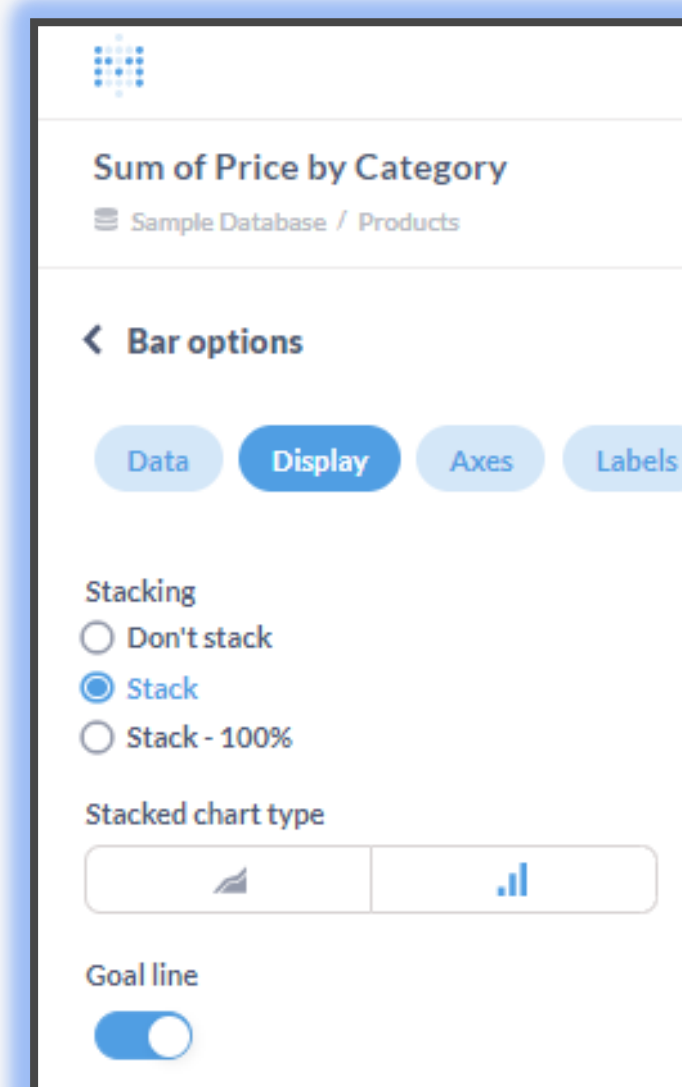 Sum of Price by Category
Sample Database / Products
Bar options
Data Display Axes Labels
Stacking
Don't stack
Stack
Stack - 100%
Stacked chart type
Goal line